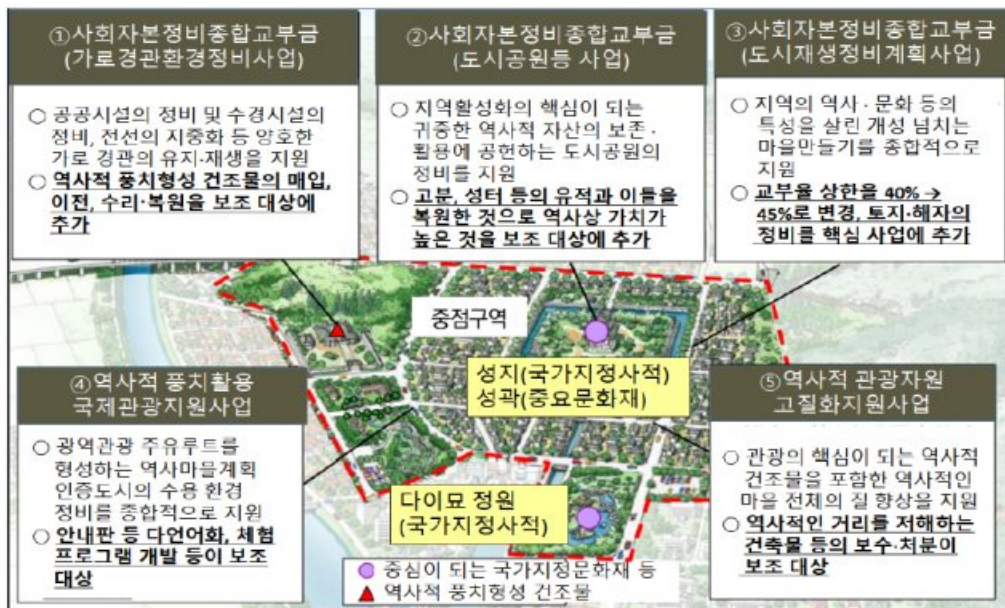 ①사회자본정비종합교부금
(가로경관환경정비사업)
○ 공공시설의 정비 및 수경시설의
정비, 전선의 지중화 등 양호한
가로 경관의 유지·재생을 지원
○ 역사적 풍치형성 건조물의 매입,
이전, 수리·복원을 보조 대상에
추가
②사회자본정비종합교부금
(도시공원등 사업)
○ 지역활성화의 핵심이 되는
귀중한 역사적 자산의 보존·
활용에 공헌하는 도시공원의
정비를 지원
○ 고분, 성터 등의 유적과 이들을
복원한 것으로 역사상 가치가
높은 것을 보조 대상에 추가
③사회자본정비종합교부금
(도시재생정비계획사업)
○ 지역의 역사·문화 등의
특성을 살린 개성 넘치는
마을만들기를 종합적으로
지원
○ 교부율 상한을 40% →
45%로 변경, 토지·해자의
정비를 핵심 사업에 추가
중점구역
성지(국가지정사적)
성곽(중요문화재)
④역사적 풍치활용
국제관광지원사업
○ 광역관광 주유루트를
형성하는 역사마을계획
인증도시의 수용 환경
정비를 종합적으로 지원
○ 안내판 등 다언어화, 체험
프로그램 개발 등이 보조
대상
다이묘 정원
(국가지정사적)
⑤역사적 관광자원
고질화지원사업
○ 관광의 핵심이 되는 역사적
건조물을 포함한 역사적인
마을 전체의 질 향상을 지원
○ 역사적인 거리를 저해하는
건축물 등의 보수·처분이
보조 대상
중심이 되는 국가지정문화재 등
역사적 풍치형성 건조물